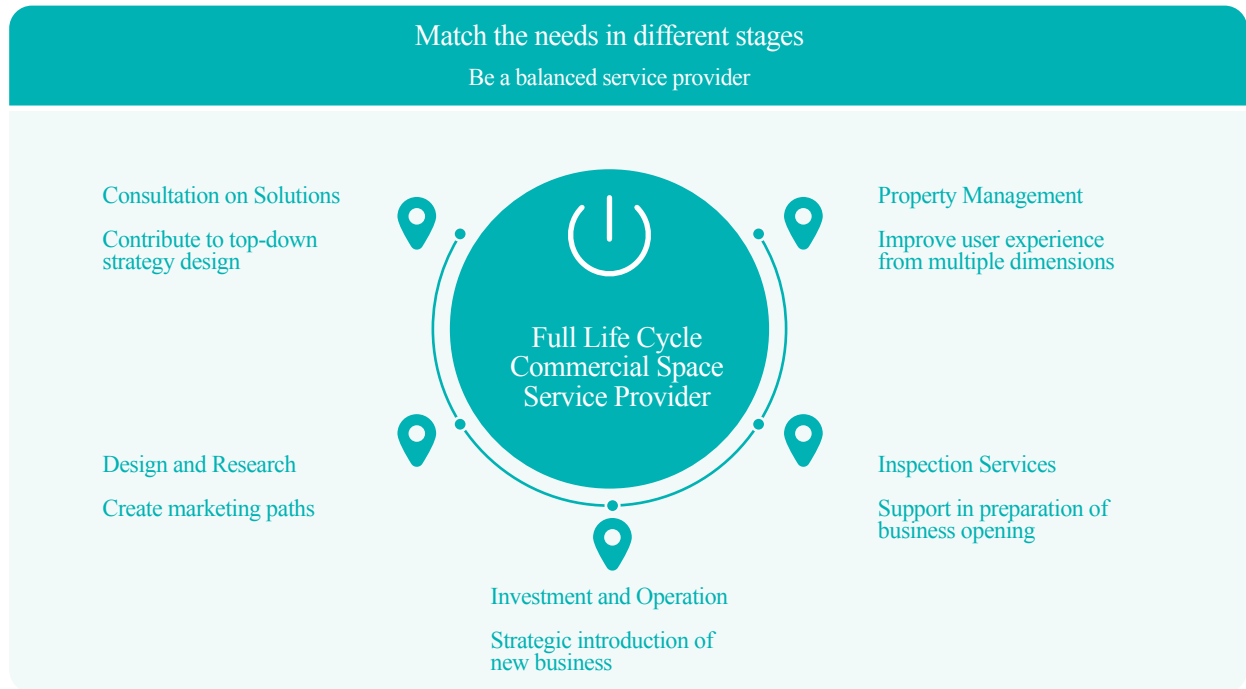 Match the needs in different stages
Be a balanced service provider
Consultation on Solutions
Contribute to top-down
strategy design
Property Management
Improve user experience
from multiple dimensions
Full Life Cycle
Commercial Space
Service Provider
Design and Research
Create marketing paths
Inspection Services
Support in preparation of
business opening
Investment and Operation
Strategic introduction of
new business